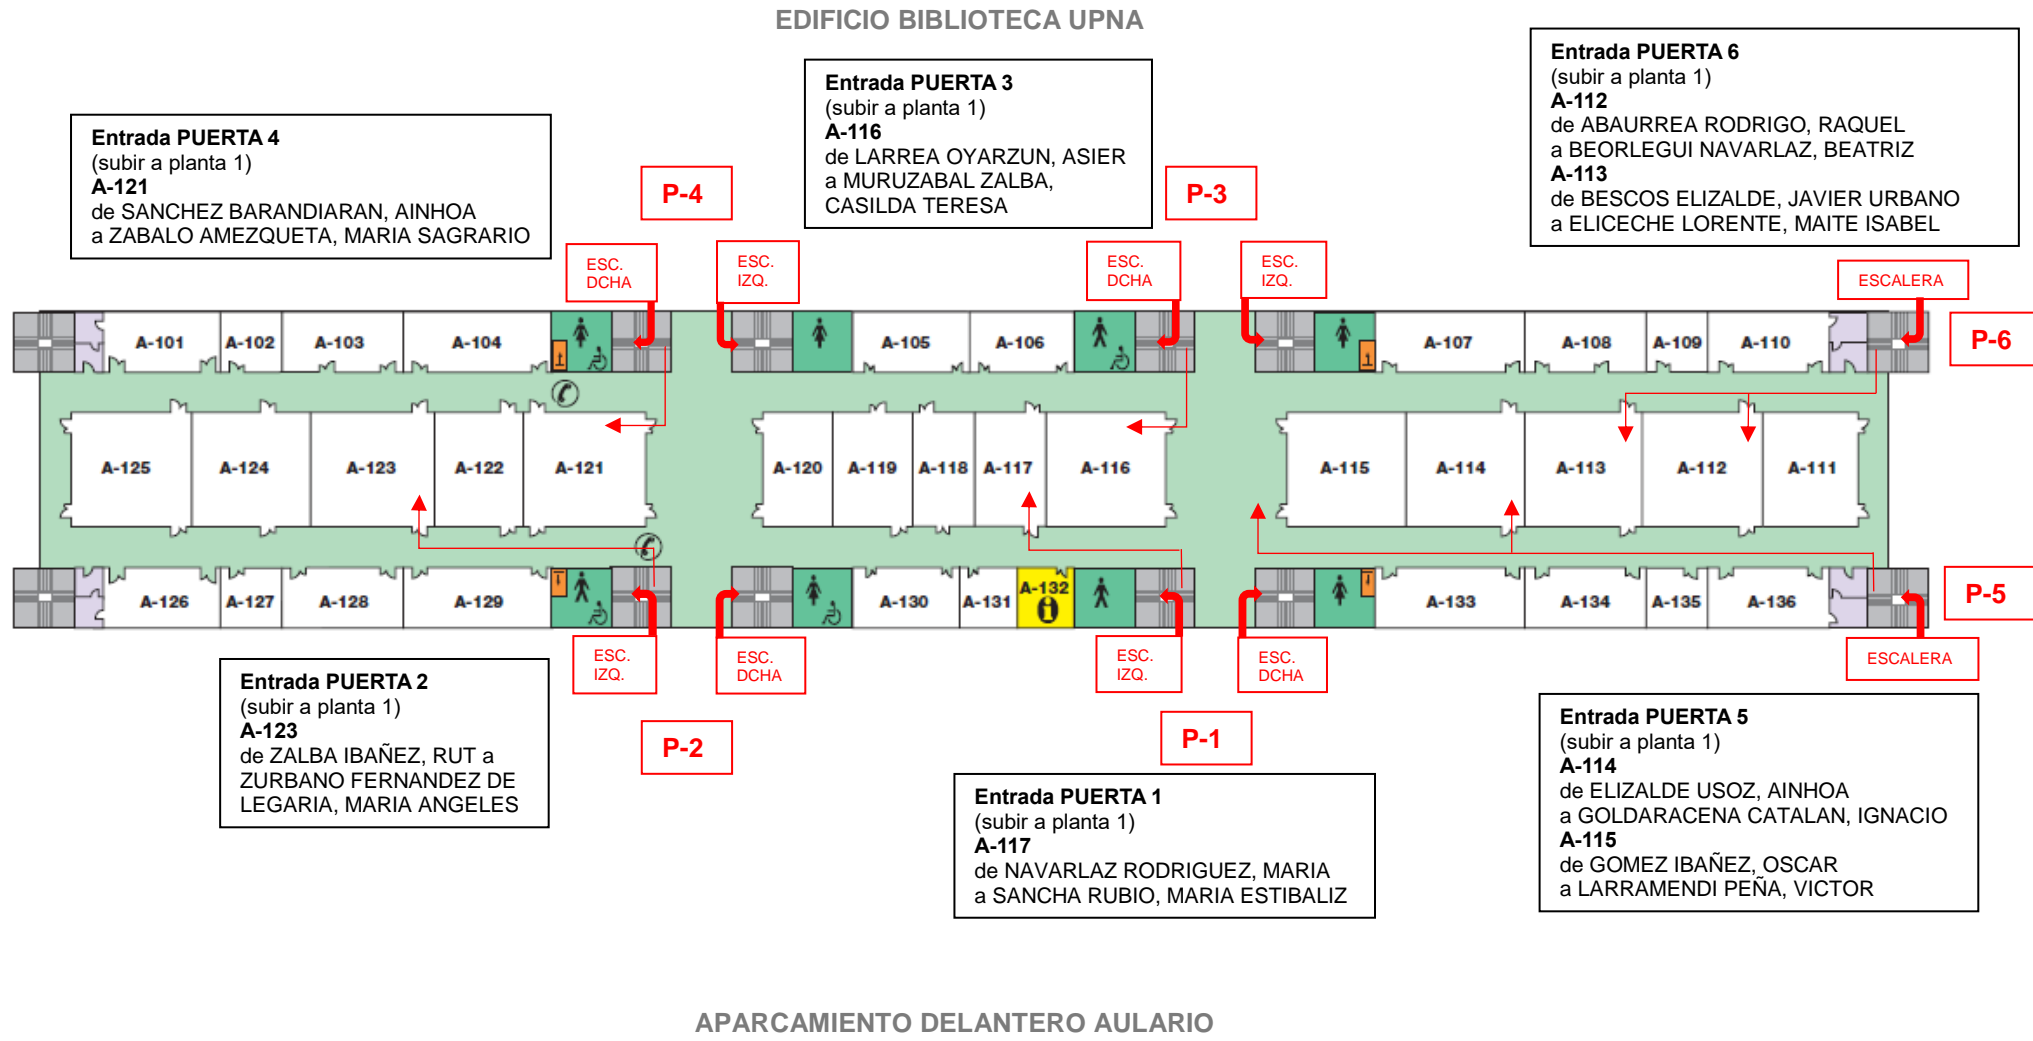 EDIFICIO BIBLIOTECA UPNA
Entrada PUERTA 6
(subir a planta 1)
A-112
de ABAURREA RODRIGO, RAQUEL
a BEORLEGUI NAVARLAZ, BEATRIZ
A-113
de BESCOS ELIZALDE, JAVIER URBANO
a ELICECHE LORENTE, MAITE ISABEL
Entrada PUERTA 3
(subir a planta 1)
A-116
de LARREA OYARZUN, ASIER
a MURUZABAL ZALBA,
CASILDA TERESA
Entrada PUERTA 4
(subir a planta 1)
A-121
de SANCHEZ BARANDIARAN, AINHOA
a ZABALO AMEZQUETA, MARIA SAGRARIO
P-4
P-3
ESC.
DCHA
ESC.
IZQ.
ESC.
DCHA
ESC.
IZQ.
ESCALERA
P-6
A-101
A-102
A-103
A-104
A-105
A-106
A-107
A-108
A-109
A-110
A-125
A-124
A-123
A-122
A-121
A-120
A-119
A-118
A-117
A-116
A-115
A-114
A-113
A-112
A-111
A-126
A-127
A-128
A-129
A-130
A-131
A-132
A-133
A-134
A-135
A-136
P-5
ESC.
IZQ.
ESC.
DCHA
ESC.
IZQ.
ESC.
DCHA
ESCALERA
P-2
P-1
Entrada PUERTA 2
(subir a planta 1)
A-123
de ZALBA IBAÑEZ, RUT a
ZURBANO FERNANDEZ DE
LEGARIA, MARIA ANGELES
Entrada PUERTA 1
(subir a planta 1)
A-117
de NAVARLAZ RODRIGUEZ, MARIA
a SANCHA RUBIO, MARIA ESTIBALIZ
Entrada PUERTA 5
(subir a planta 1)
A-114
de ELIZALDE USOZ, AINHOA
a GOLDARACENA CATALAN, IGNACIO
A-115
de GOMEZ IBAÑEZ, OSCAR
a LARRAMENDI PEÑA, VICTOR
APARCAMIENTO DELANTERO AULARIO